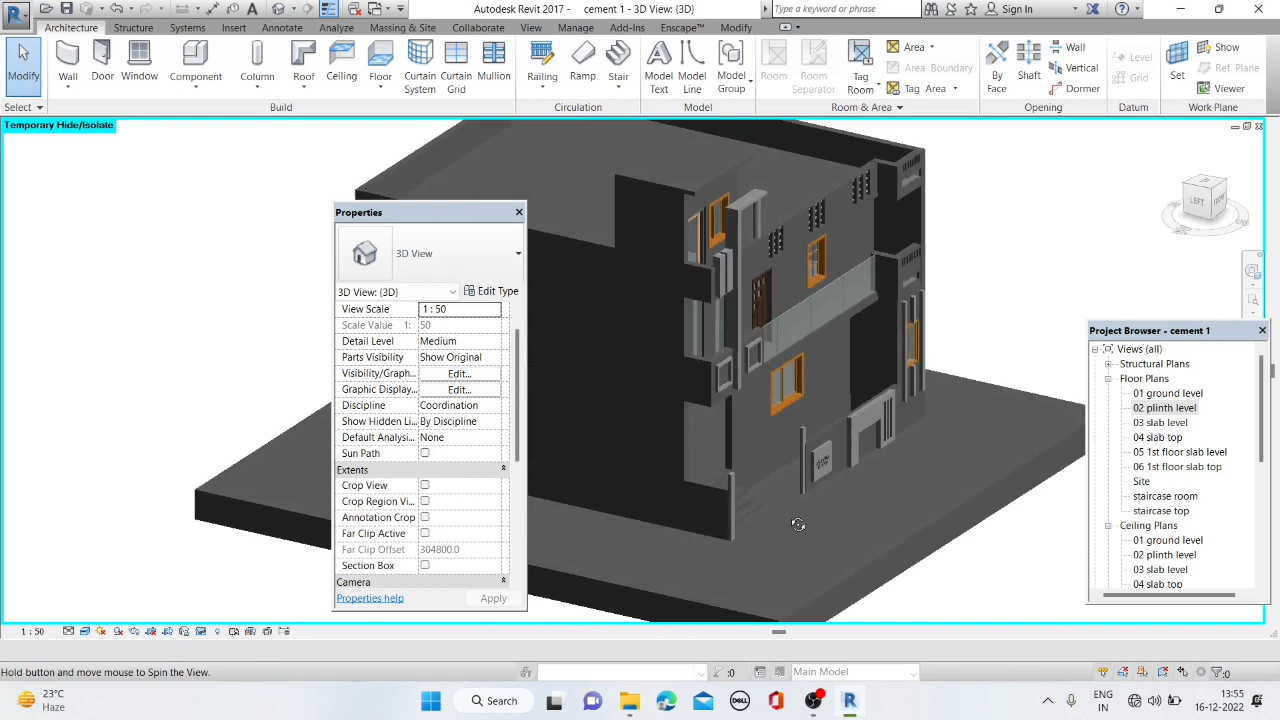 Autodesk Revit 2017 - cement 1 - 3D View: {3D}
Type a keyword or phrase
Sign In
Architecture Structure Systems Insert Annotate Analyze Massing & Site Collaborate View Manage Add-Ins Escape™ Modify
Modify Wall Door Window Component Column Roof Ceiling Floor Curtain System Curtain Grid Mullion Railing Ramp Stair Model Text Model Line Model Group Room Room Separator Tag Room
Area Area Boundary Tag Area
By Face Shaft Wall Vertical Dormer
Level Grid
Set Show Ref Plane Viewer
Select Build Circulation Model Room & Area Opening Datum Work Plane
Temporary Hide/Isolate
LEFT
Properties
3D View
3D View: {3D} Edit Type
View Scale 1 : 50
Scale Value 1: 50
Detail Level Medium
Parts Visibility Show Original
Visibility/Graph... Edit...
Graphic Display... Edit...
Discipline Coordination
Show Hidden Li... By Discipline
Default Analysi... None
Sun Path
Extents
Crop View
Crop Region Vi...
Annotation Crop
Far Clip Active
Far Clip Offset 304800.0
Section Box
Camera
Properties help Apply
Project Browser - cement 1
Views (all)
Structural Plans
Floor Plans
01 ground level
02 plinth level
03 slab level
04 slab top
05 1st floor slab level
06 1st floor slab top
Site
staircase room
staircase top
Ceiling Plans
01 ground level
02 plinth level
03 slab level
04 slab top
1 : 50
Hold button and move mouse to Spin the View.
:0
Main Model
:0
23°C
Haze
Search
ENG
IN
13:55
16-12-2022